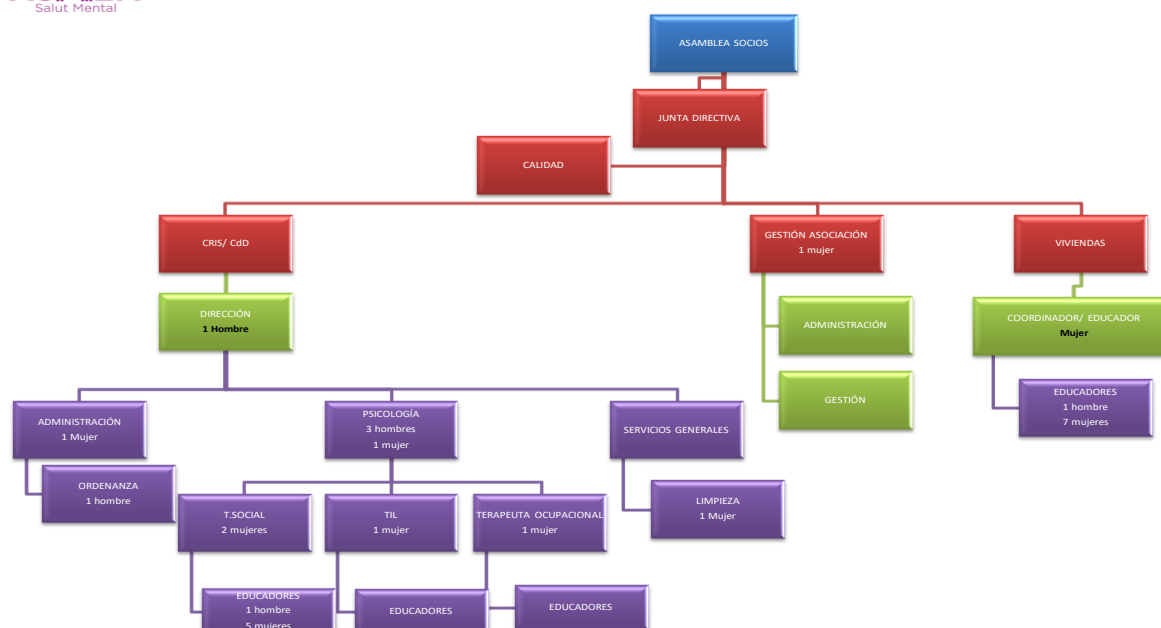 Salut Mental
ASAMBLEA SOCIOS
JUNTA DIRECTIVA
CALIDAD
CRIS/ CdD
GESTIÓN ASOCIACIÓN
1 mujer
VIVIENDAS
DIRECCIÓN
1 Hombre
ADMINISTRACIÓN
COORDINADOR/ EDUCADOR
Mujer
GESTIÓN
EDUCADORES
1 hombre
7 mujeres
ADMINISTRACIÓN
1 Mujer
PSICOLOGÍA
3 hombres
1 mujer
SERVICIOS GENERALES
ORDENANZA
1 hombre
T.SOCIAL
2 mujeres
TIL
1 mujer
TERAPEUTA OCUPACIONAL
1 mujer
LIMPIEZA
1 Mujer
EDUCADORES
1 hombre
5 mujeres
EDUCADORES
EDUCADORES